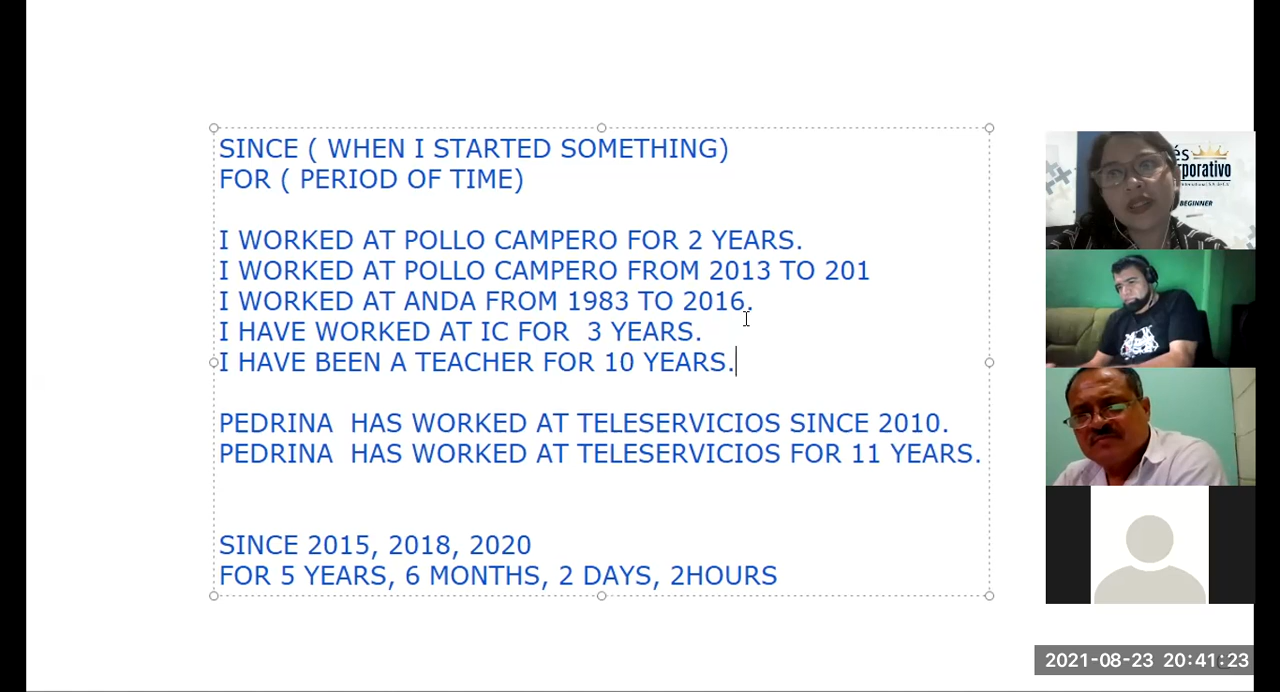 SINCE ( WHEN I STARTED SOMETHING)
FOR ( PERIOD OF TIME)
I WORKED AT POLLO CAMPERO FOR 2 YEARS.
I WORKED AT POLLO CAMPERO FROM 2013 TO 201
I WORKED AT ANDA FROM 1983 TO 2016.
I HAVE WORKED AT IC FOR  3 YEARS.
I HAVE BEEN A TEACHER FOR 10 YEARS.
PEDRINA  HAS WORKED AT TELESERVICIOS SINCE 2010.
PEDRINA  HAS WORKED AT TELESERVICIOS FOR 11 YEARS.
SINCE 2015, 2018, 2020
FOR 5 YEARS, 6 MONTHS, 2 DAYS, 2HOURS
és
rporativo
BEGINNER
2021-08-23 20:41:23